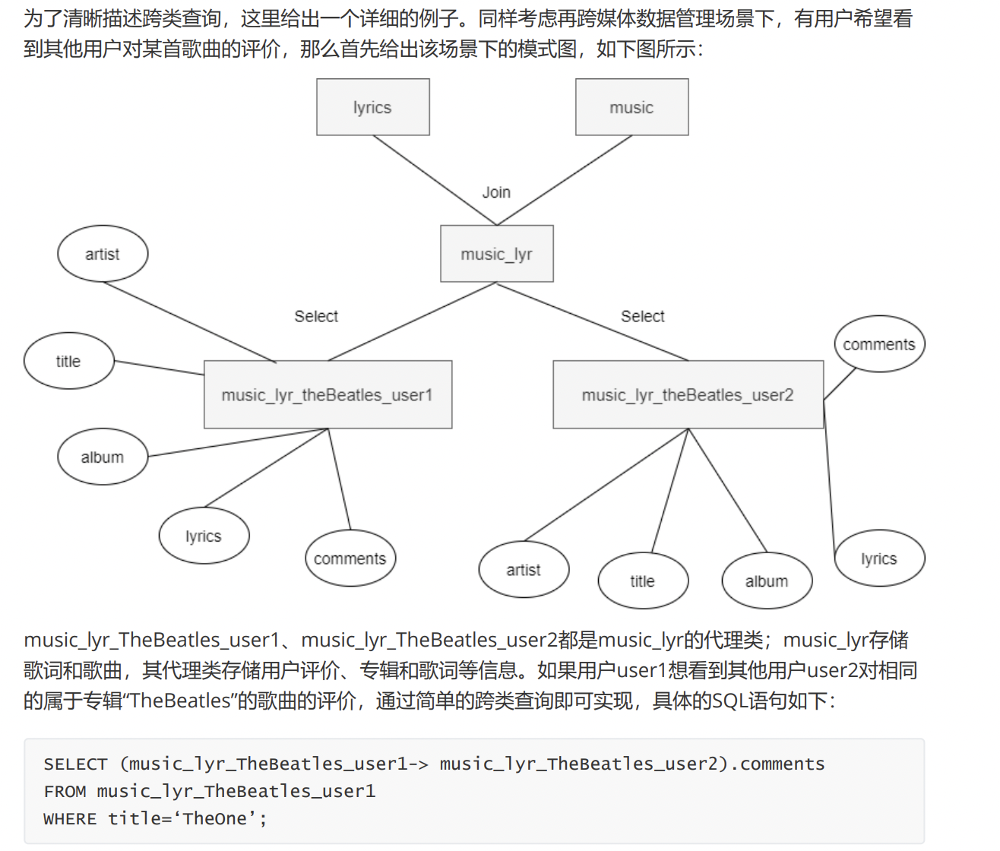 为了清晰描述跨类查询，这里给出一个详细的例子。同样考虑再跨媒体数据管理场景下，有用户希望看
到其他用户对某首歌曲的评价，那么首先给出该场景下的模式图，如下图所示：
lyrics
music
Join
music_lyr
artist
Select
Select
comments
title
music_lyr_theBeatles_user1
music_lyr_theBeatles_user2
album
lyrics
comments
artist
title
album
lyrics
music_lyr_TheBeatles_user1、music_lyr_TheBeatles_user2都是music_lyr的代理类；music_lyr存储
歌词和歌曲，其代理类存储用户评价、专辑和歌词等信息。如果用户user1想看到其他用户user2对相同
的属于专辑“TheBeatles”的歌曲的评价，通过简单的跨类查询即可实现，具体的SQL语句如下：
SELECT (music_lyr_TheBeatles_user1-> music_lyr_TheBeatles_user2).comments
FROM music_lyr_TheBeatles_user1
WHERE title=‘TheOne’;